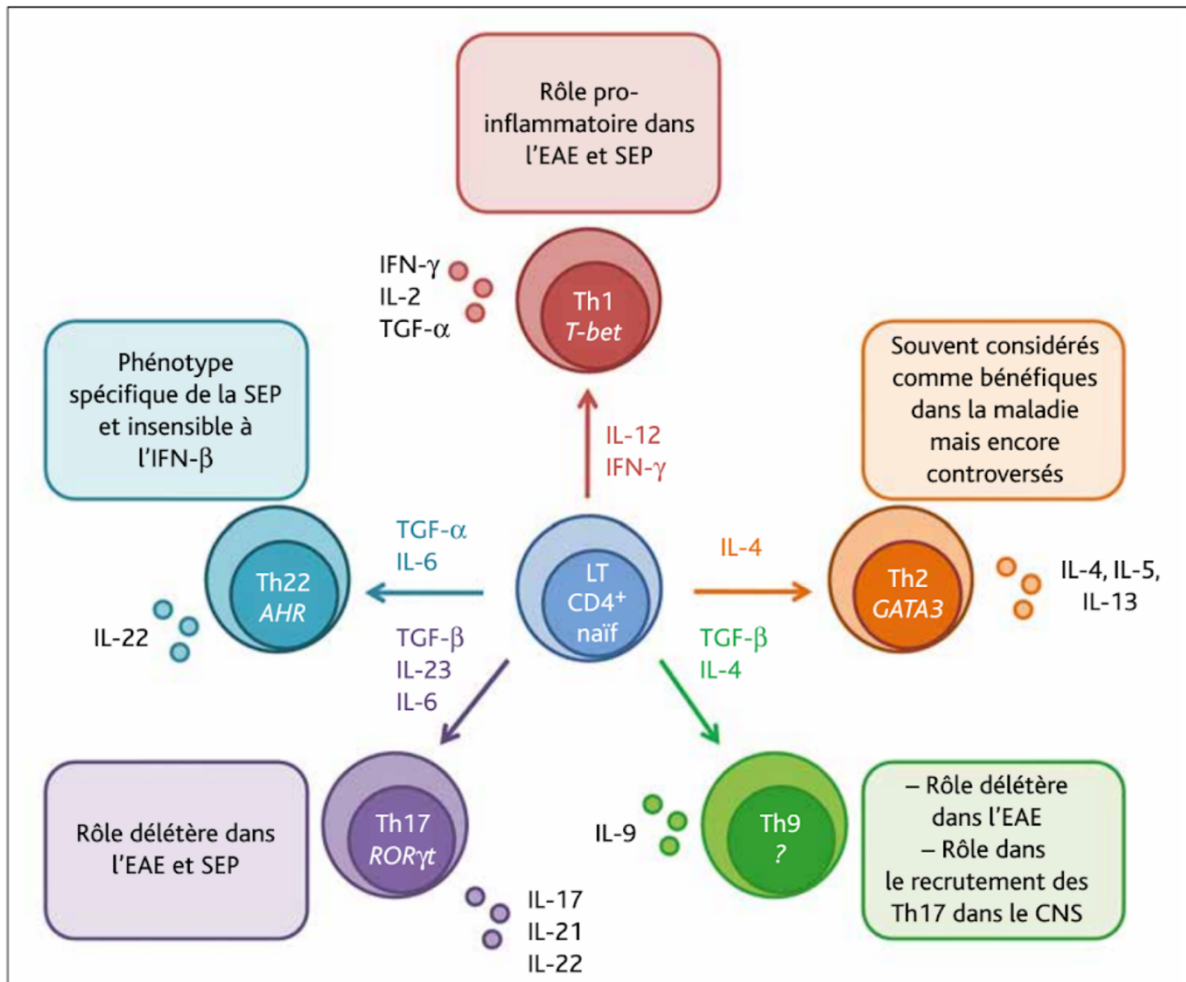 Rôle pro-
inflammatoire dans
l'EAE et SEP
IFN-γ
IL-2
TGF-α
Th1
T-bet
IL-12
IFN-γ
Phénotype
spécifique de la SEP
et insensible à
l'IFN-β
Souvent considérés
comme bénéfiques
dans la maladie
mais encore
controversés
TGF-α
IL-6
Th22
AHR
IL-22
LT
CD4+
naïf
IL-4
Th2
GATA3
IL-4, IL-5,
IL-13
TGF-β
IL-23
IL-6
TGF-β
IL-4
Rôle délétère dans
l'EAE et SEP
Th17
RORγt
IL-17
IL-21
IL-22
IL-9
Th9
?
– Rôle délétère
dans l'EAE
– Rôle dans
le recrutement des
Th17 dans le CNS